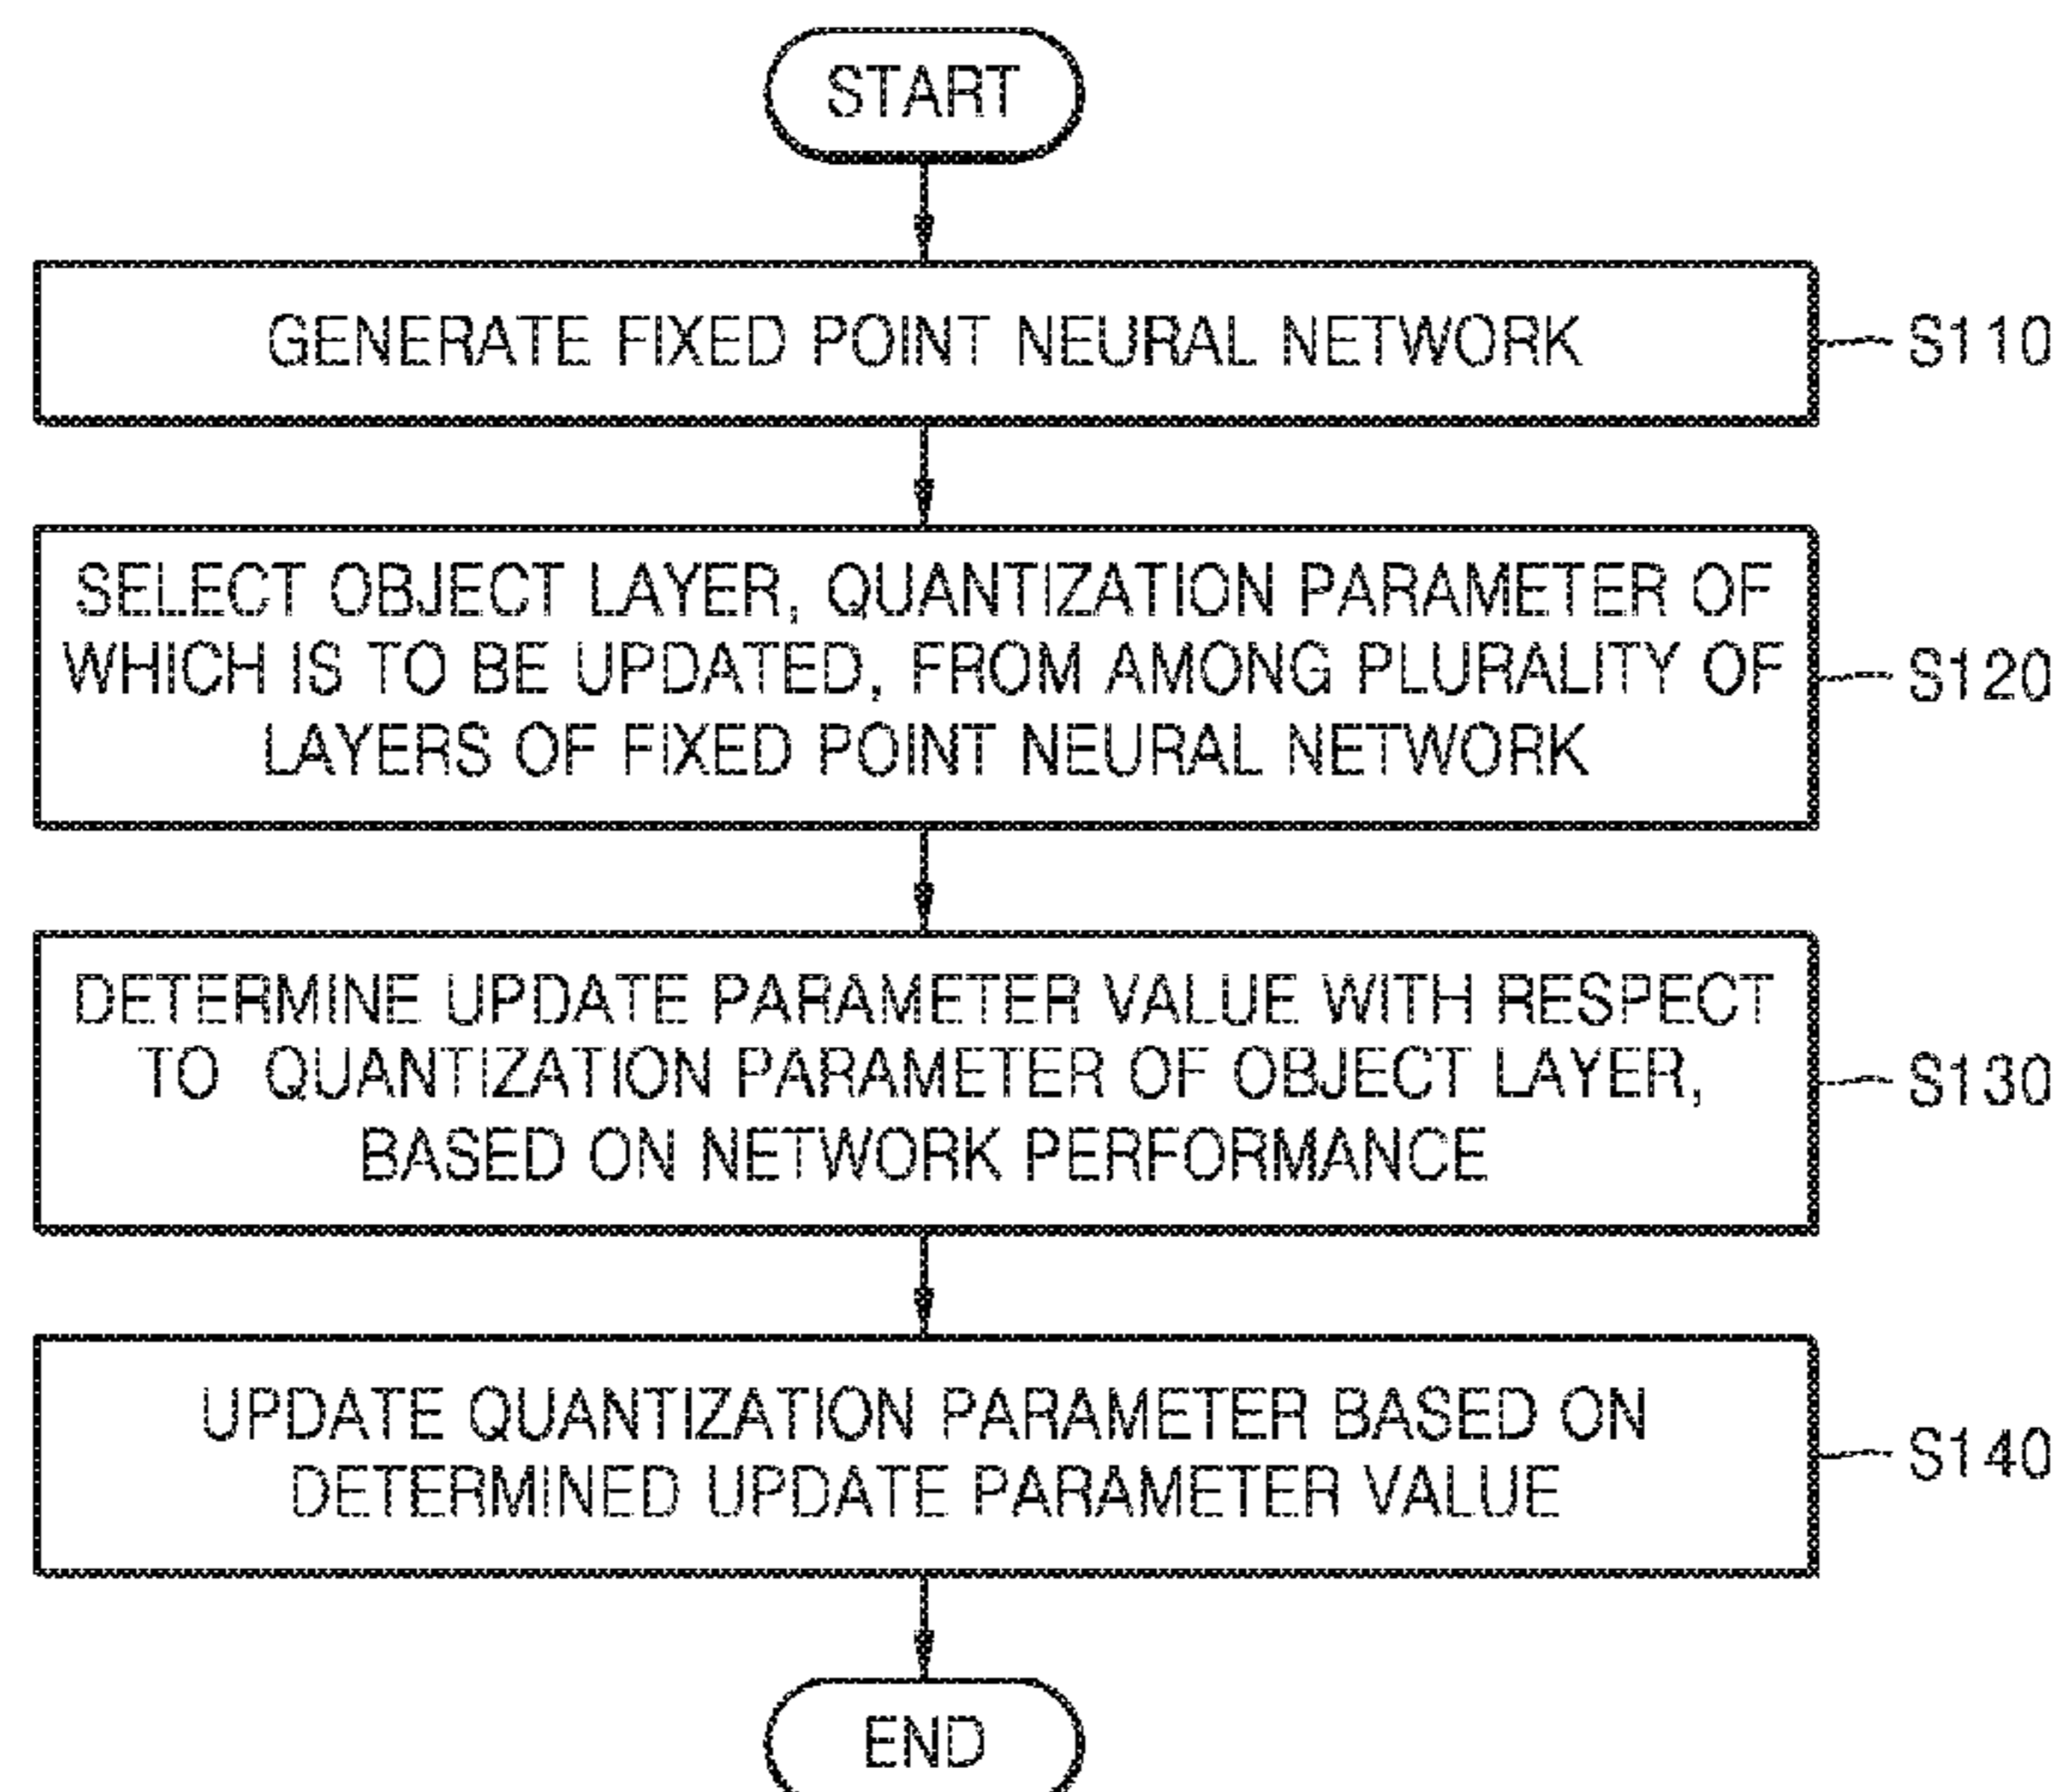 START
GENERATE FIXED POINT NEURAL NETWORK
S110
SELECT OBJECT LAYER, QUANTIZATION PARAMETER OF
WHICH IS TO BE UPDATED, FROM AMONG PLURALITY OF
LAYERS OF FIXED POINT NEURAL NETWORK
S120
DETERMINE UPDATE PARAMETER VALUE WITH RESPECT
TO QUANTIZATION PARAMETER OF OBJECT LAYER,
BASED ON NETWORK PERFORMANCE
S130
UPDATE QUANTIZATION PARAMETER BASED ON
DETERMINED UPDATE PARAMETER VALUE
S140
END